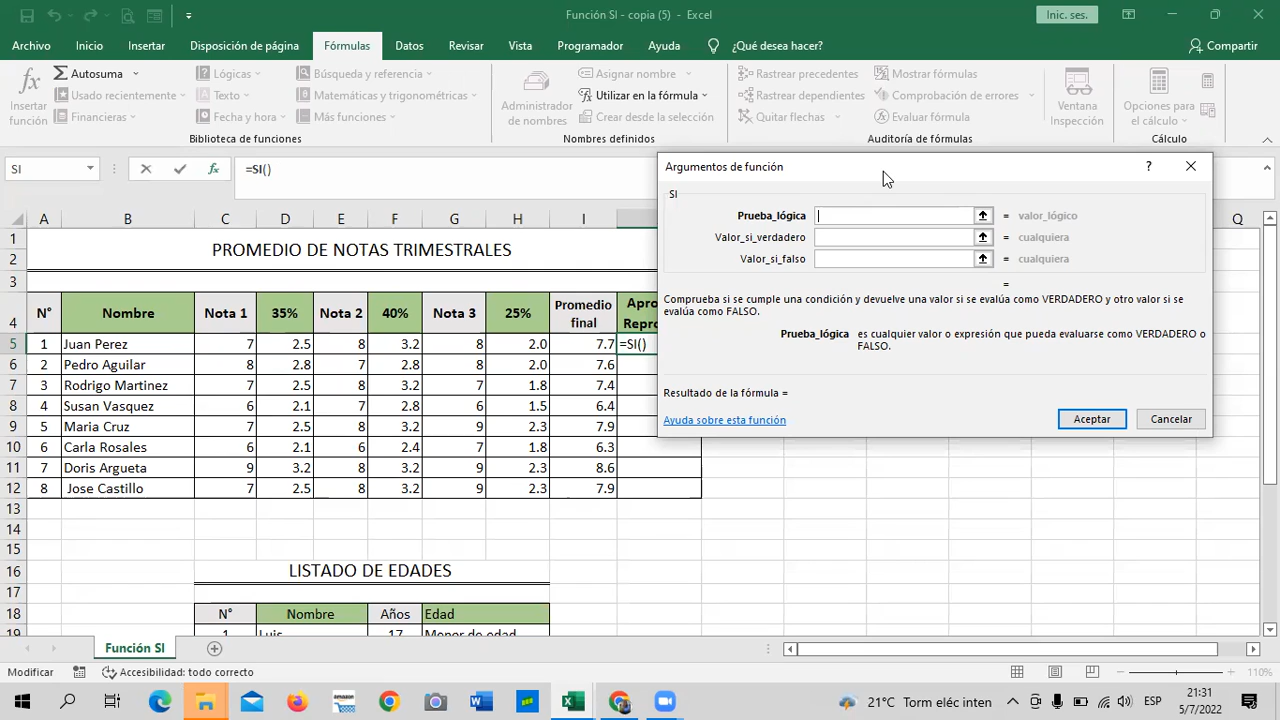 Función SI - copia (5) - Excel
Inic. ses.
Archivo Inicio Insertar Disposición de página Fórmulas Datos Revisar Vista Programador Ayuda ¿Qué desea hacer? Compartir
Insertar función
Autosuma
Usado recientemente
Financieras
Lógicas
Texto
Fecha y hora
Búsqueda y referencia
Matemáticas y trigonométricas
Más funciones
Biblioteca de funciones
Administrador de nombres
Asignar nombre
Utilizar en la fórmula
Crear desde la selección
Nombres definidos
Rastrear precedentes
Rastrear dependientes
Quitar flechas
Mostrar fórmulas
Comprobación de errores
Evaluar fórmula
Auditoría de fórmulas
Ventana Inspección
Opciones para el cálculo
Cálculo
SI
fx
=SI()
Argumentos de función
?
SI
Prueba_lógica = valor_lógico
Valor_si_verdadero = cualquiera
Valor_si_falso = cualquiera
=
Comprueba si se cumple una condición y devuelve una valor si se evalúa como VERDADERO y otro valor si se
evalúa como FALSO.
Prueba_lógica es cualquier valor o expresión que pueda evaluarse como VERDADERO o
FALSO.
Resultado de la fórmula =
Ayuda sobre esta función
Aceptar Cancelar
A B C D E F G H I Q
1 PROMEDIO DE NOTAS TRIMESTRALES
2
3
4 N° Nombre Nota 1 35% Nota 2 40% Nota 3 25% Promedio final
5 1 Juan Perez 7 2.5 8 3.2 8 2.0 7.7 =SI()
6 2 Pedro Aguilar 8 2.8 7 2.8 8 2.0 7.6
7 3 Rodrigo Martinez 7 2.5 8 3.2 7 1.8 7.4
8 4 Susan Vasquez 6 2.1 7 2.8 6 1.5 6.4
9 5 Maria Cruz 7 2.5 8 3.2 9 2.3 7.9
10 6 Carla Rosales 6 2.1 6 2.4 7 1.8 6.3
11 7 Doris Argueta 9 3.2 8 3.2 9 2.3 8.6
12 8 Jose Castillo 7 2.5 8 3.2 9 2.3 7.9
13
14
15
16 LISTADO DE EDADES
17
18 N° Nombre Años Edad
19 1 Luis 17 Menor de edad
Función SI
Modificar Accesibilidad: todo correcto 110%
21°C Torm eléc inten ESP 21:31
5/7/2022